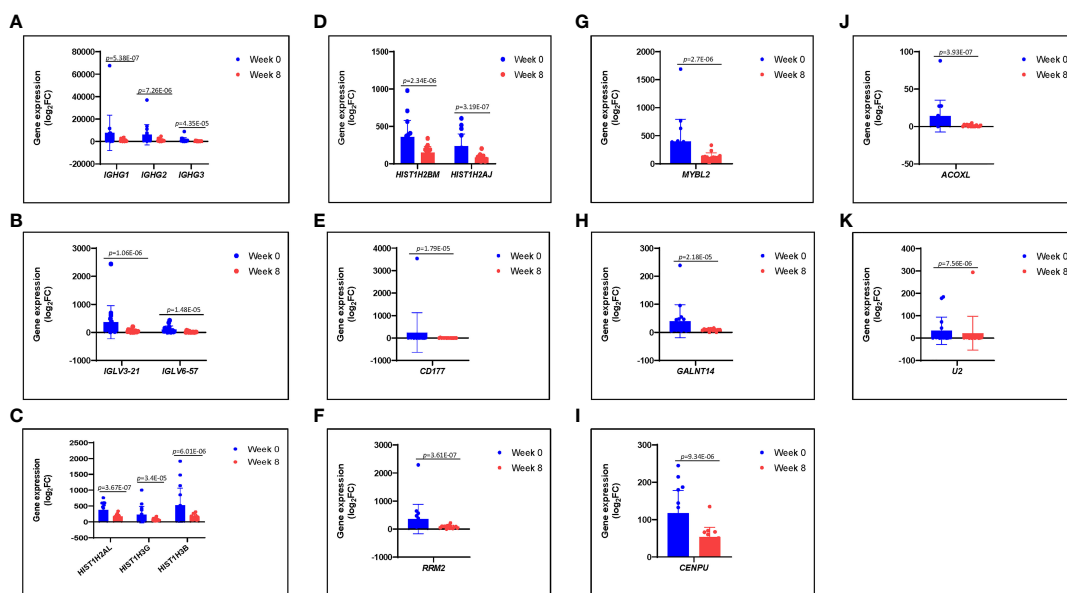 A
Gene expression
(log2FC)
80000
60000
40000
20000
0
-20000
p=5.38E-07
p=7.26E-06
p=4.35E-05
IGHG1 IGHG2 IGHG3
Week 0
Week 8
B
Gene expression
(log2FC)
3000
2000
1000
0
-1000
p=1.06E-06
p=1.48E-05
IGLV3-21 IGLV6-57
Week 0
Week 8
C
Gene expression
(log2FC)
2500
2000
1500
1000
500
0
-500
p=3.67E-07
p=3.4E-05
p=6.01E-06
HIST1H2AL HIST1H3G HIST1H3B
Week 0
Week 8
D
Gene expression
(log2FC)
1500
1000
500
0
p=2.34E-06
p=3.19E-07
HIST1H2BM HIST1H2AJ
Week 0
Week 8
E
Gene expression
(log2FC)
4000
3000
2000
1000
0
-1000
p=1.79E-05
CD177
Week 0
Week 8
F
Gene expression
(log2FC)
3000
2000
1000
0
-1000
p=3.61E-07
RRM2
Week 0
Week 8
G
Gene expression
(log2FC)
2000
1500
1000
500
0
p=2.7E-06
MYBL2
Week 0
Week 8
H
Gene expression
(log2FC)
300
200
100
0
-100
p=2.18E-05
GALNT14
Week 0
Week 8
I
Gene expression
(log2FC)
300
200
100
0
p=9.34E-06
CENPU
Week 0
Week 8
J
Gene expression
(log2FC)
100
50
0
-50
p=3.93E-07
ACOXL
Week 0
Week 8
K
Gene expression
(log2FC)
400
300
200
100
0
-100
p=7.56E-06
U2
Week 0
Week 8